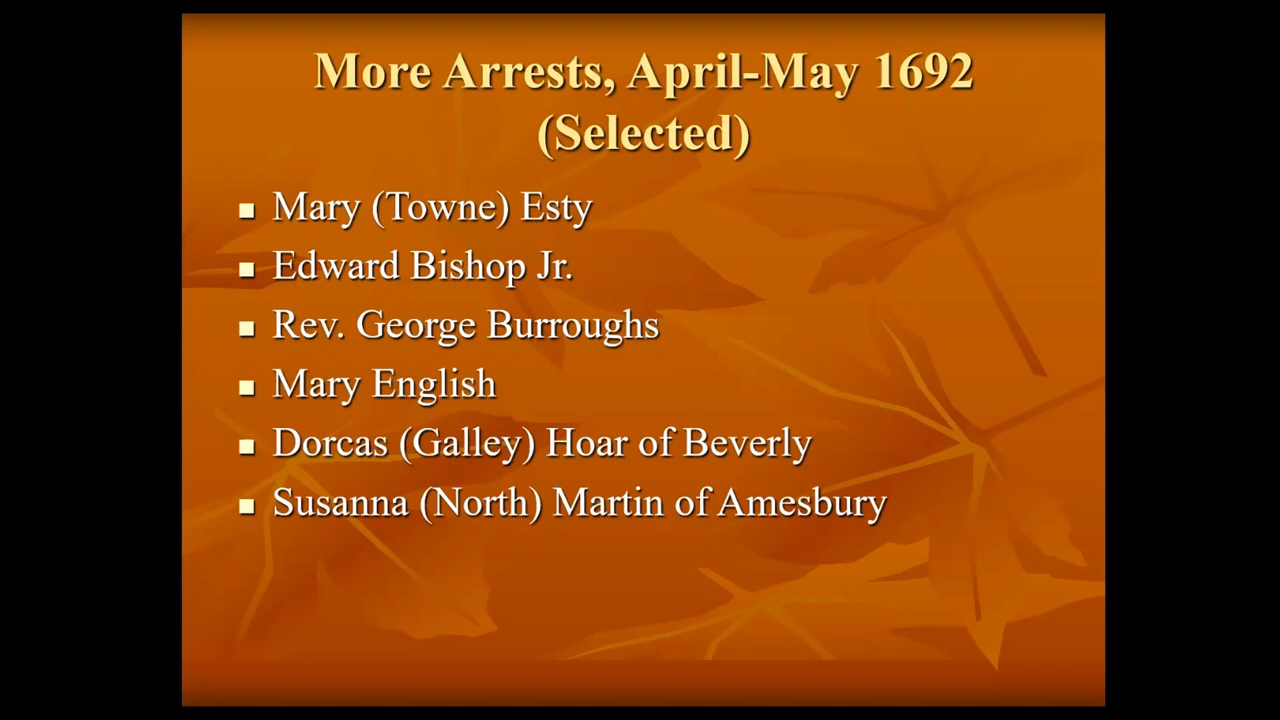 More Arrests, April-May 1692
(Selected)
Mary (Towne) Esty
Edward Bishop Jr.
Rev. George Burroughs
Mary English
Dorcas (Galley) Hoar of Beverly
Susanna (North) Martin of Amesbury